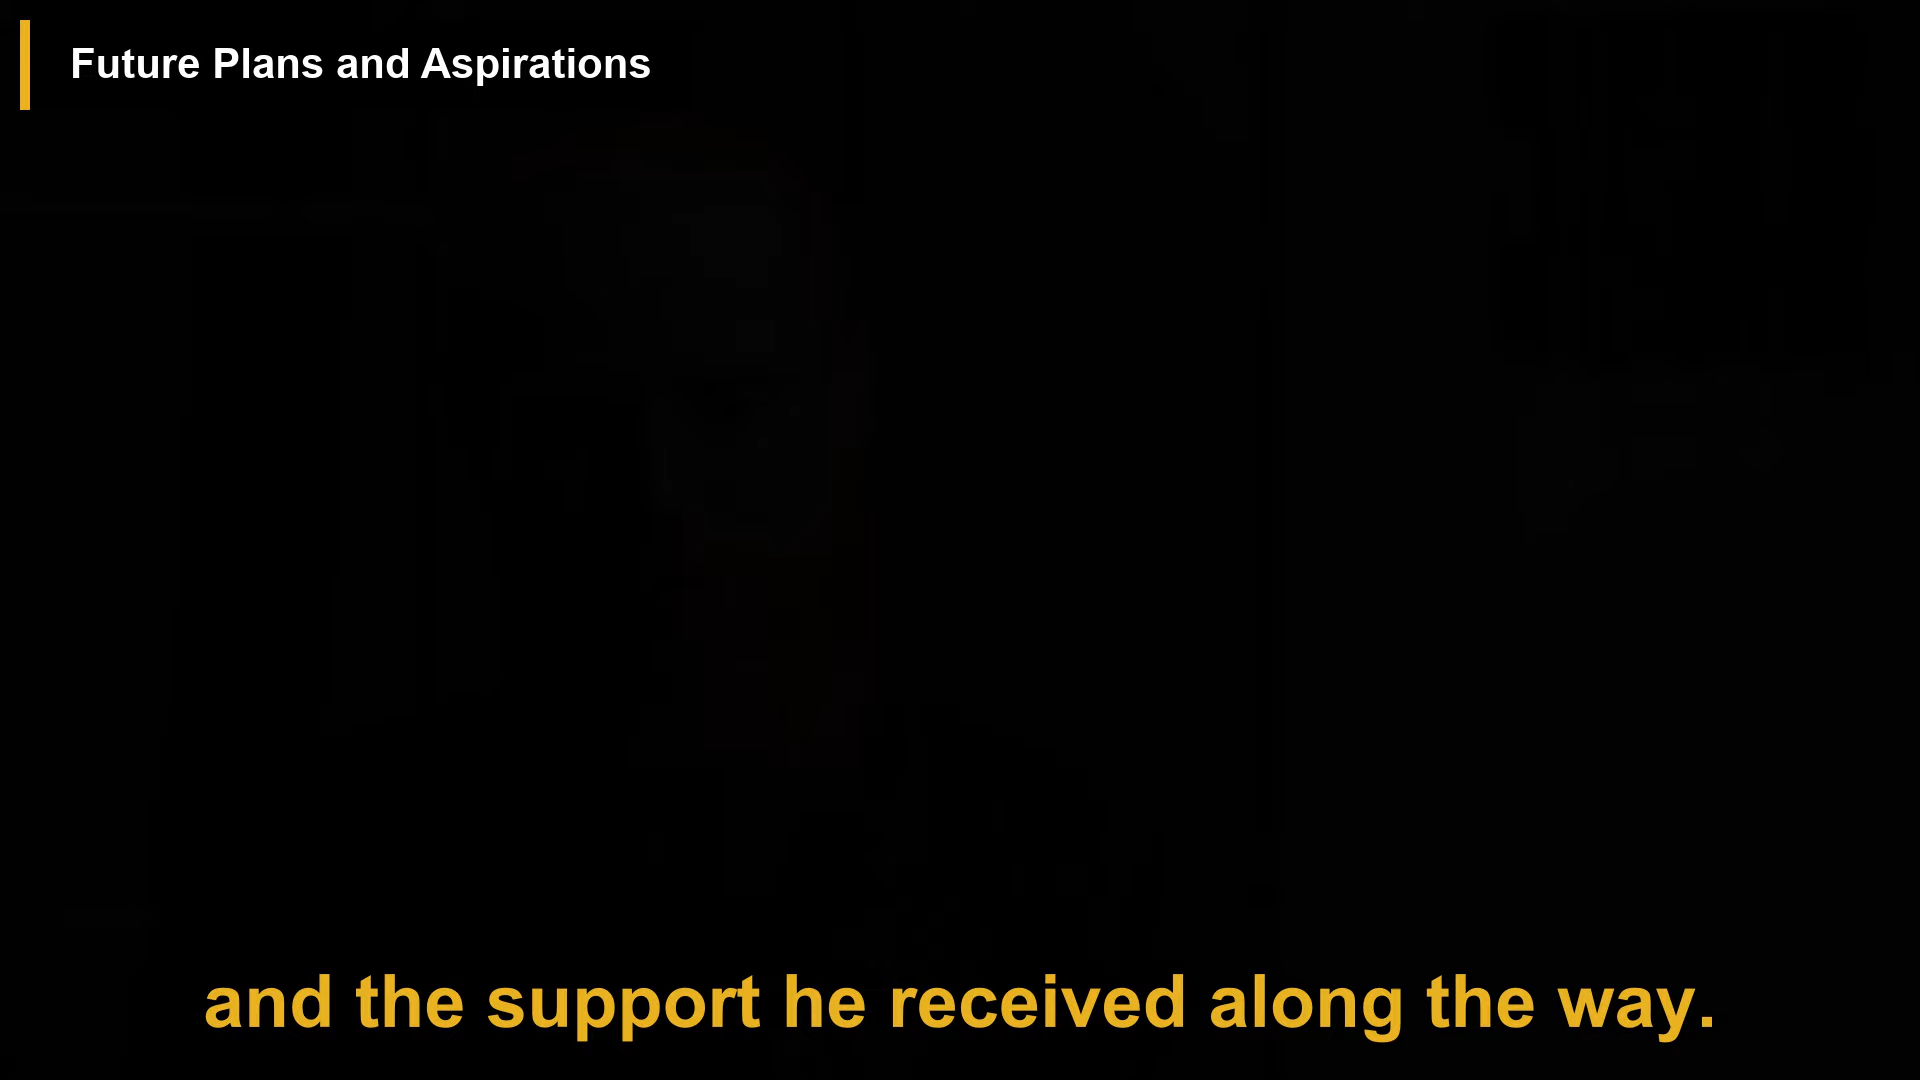 Future Plans and Aspirations
and the support he received along the way.